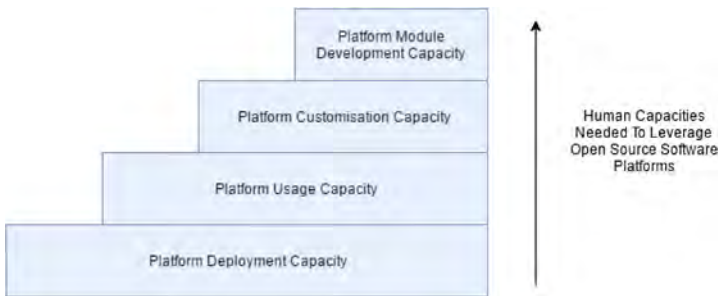 Platform Module
Development Capacity
Platform Customisation Capacity
Platform Usage Capacity
Platform Deployment Capacity
Human Capacities
Needed To Leverage
Open Source Software
Platforms